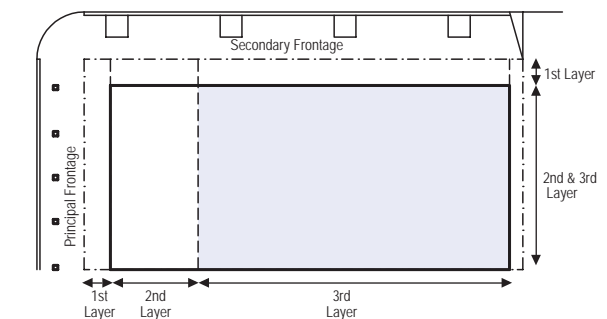 Secondary Frontage
1st Layer
Principal Frontage
2nd & 3rd
Layer
1st
Layer
2nd
Layer
3rd
Layer